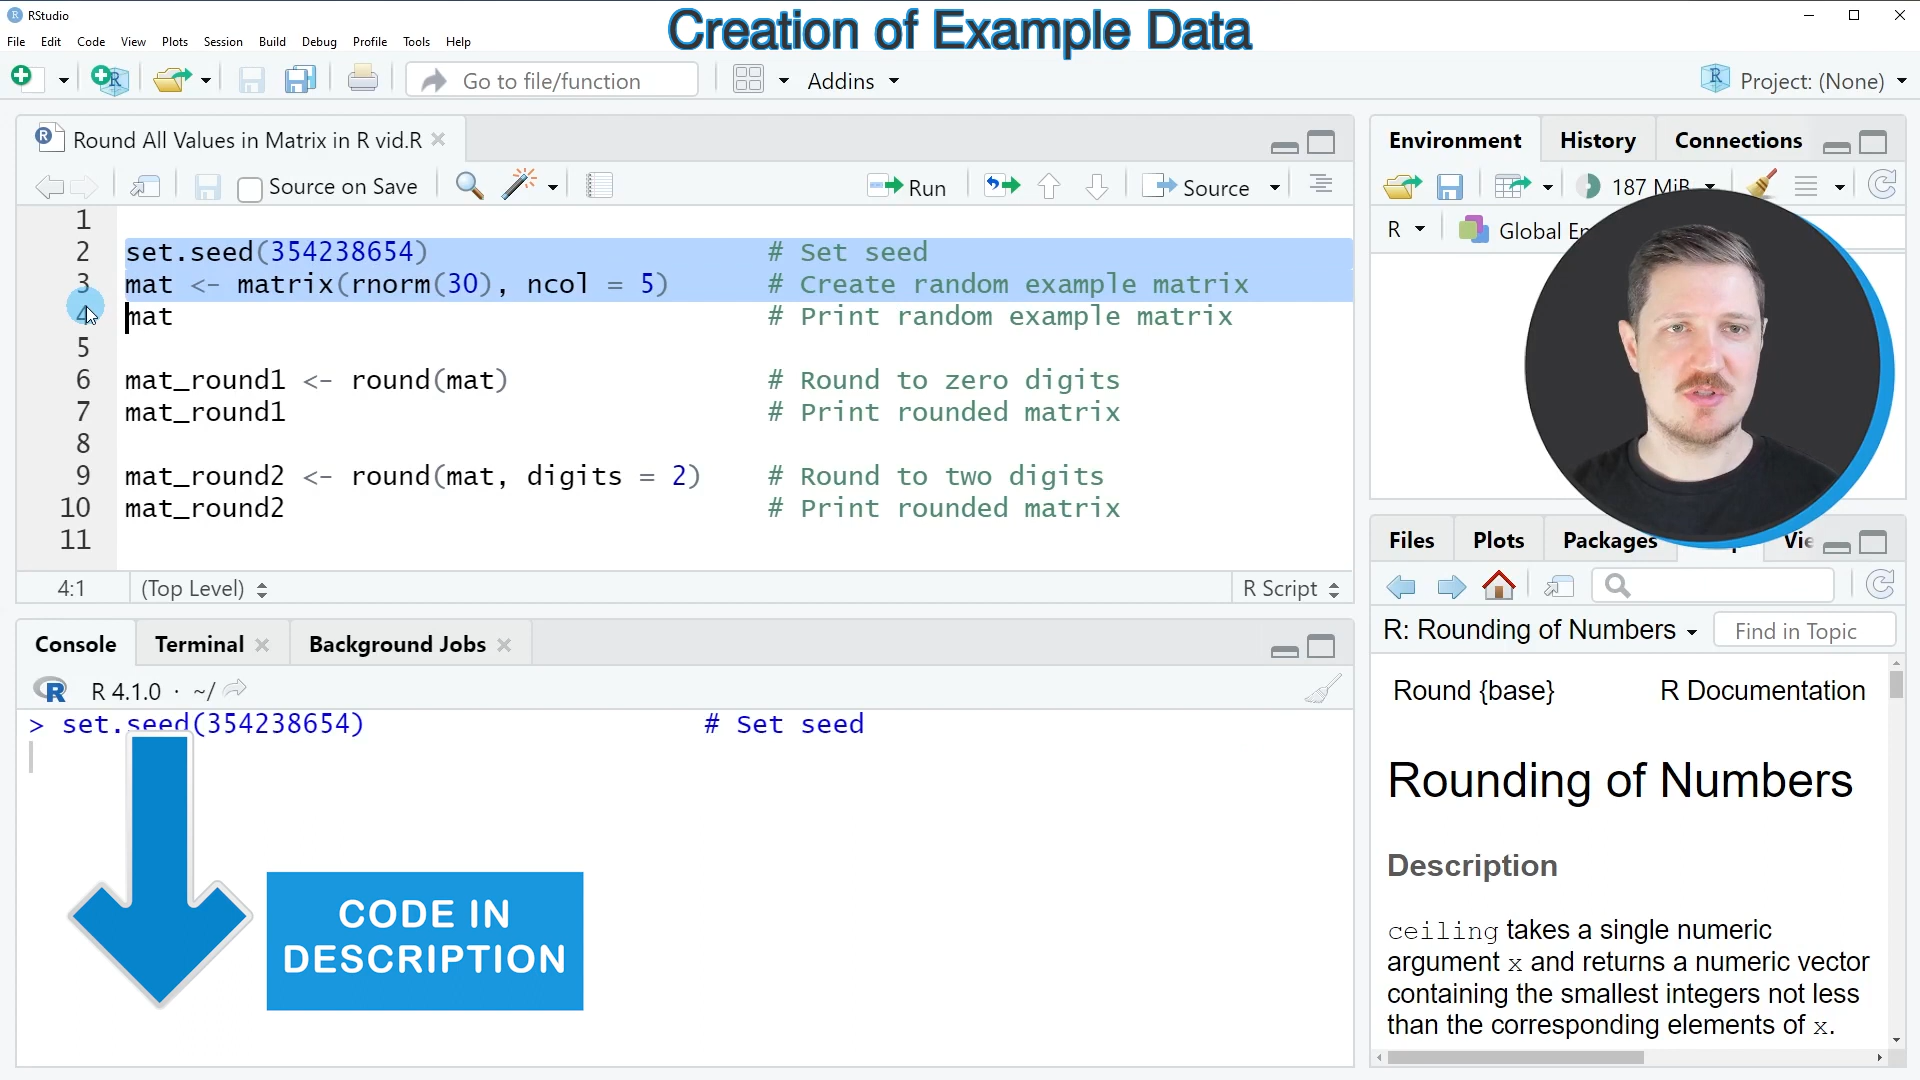 RStudio
Creation of Example Data
File Edit Code View Plots Session Build Debug Profile Tools Help
Go to file/function Addins Project: (None)
Round All Values in Matrix in R vid.R
Source on Save Run Source
1
2 set.seed(354238654) # Set seed
3 mat <- matrix(rnorm(30), ncol = 5) # Create random example matrix
4 mat # Print random example matrix
5
6 mat_round1 <- round(mat) # Round to zero digits
7 mat_round1 # Print rounded matrix
8
9 mat_round2 <- round(mat, digits = 2) # Round to two digits
10 mat_round2 # Print rounded matrix
11
4:1 (Top Level) R Script
Console Terminal Background Jobs
R 4.1.0 · ~/
> set.seed(354238654) # Set seed
CODE IN
DESCRIPTION
Environment History Connections
187 MiB
R Global En
Files Plots Packages Vie
R: Rounding of Numbers Find in Topic
Round {base} R Documentation
Rounding of Numbers
Description
ceiling takes a single numeric
argument x and returns a numeric vector
containing the smallest integers not less
than the corresponding elements of x.